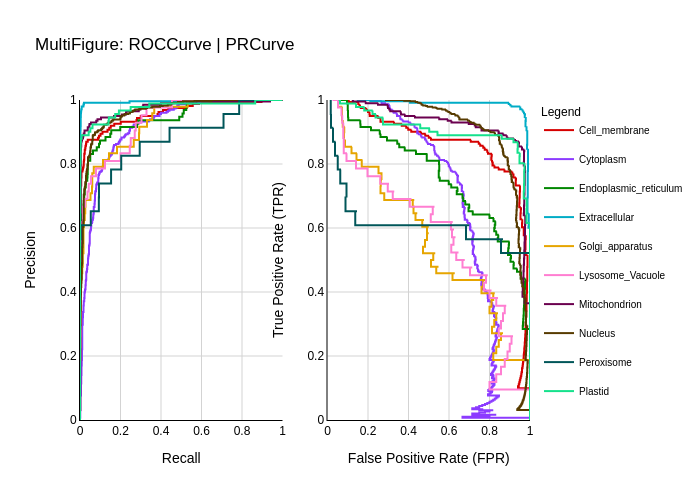 MultiFigure: ROCCurve | PRCurve
Precision
1
0.8
0.6
0.4
0.2
0
0 0.2 0.4 0.6 0.8 1
Recall
True Positive Rate (TPR)
1
0.8
0.6
0.4
0.2
0
0 0.2 0.4 0.6 0.8 1
False Positive Rate (FPR)
Legend
Cell_membrane
Cytoplasm
Endoplasmic_reticulum
Extracellular
Golgi_apparatus
Lysosome_Vacuole
Mitochondrion
Nucleus
Peroxisome
Plastid